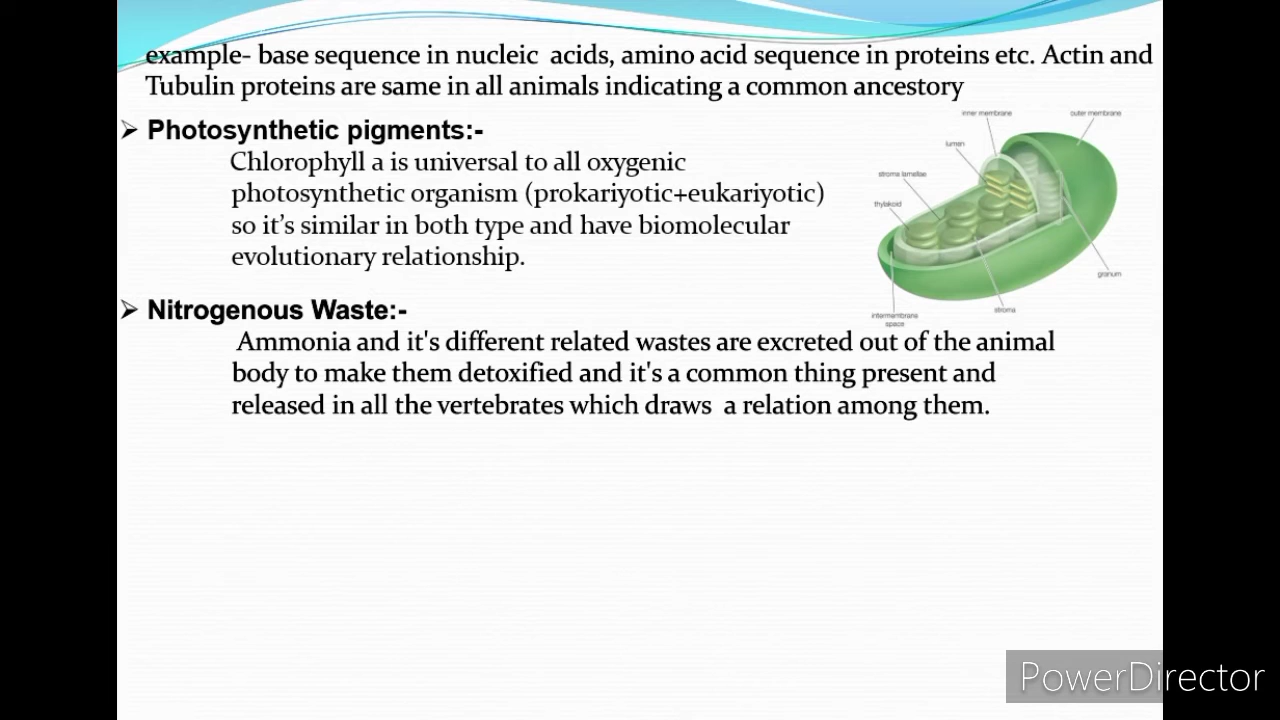 example- base sequence in nucleic acids, amino acid sequence in proteins etc. Actin and
Tubulin proteins are same in all animals indicating a common ancestory
➢ Photosynthetic pigments:-
Chlorophyll a is universal to all oxygenic
photosynthetic organism (prokariyotic+eukariyotic)
so it's similar in both type and have biomolecular
evolutionary relationship.
inner membrane
outer membrane
lumen
stroma lamellae
thylakoid
granum
stroma
intermembrane
space
➢ Nitrogenous Waste:-
Ammonia and it's different related wastes are excreted out of the animal
body to make them detoxified and it's a common thing present and
released in all the vertebrates which draws a relation among them.
PowerDirector